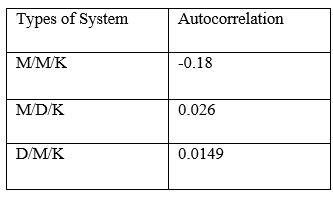 Types of System Autocorrelation
M/M/K -0.18
M/D/K 0.026
D/M/K 0.0149